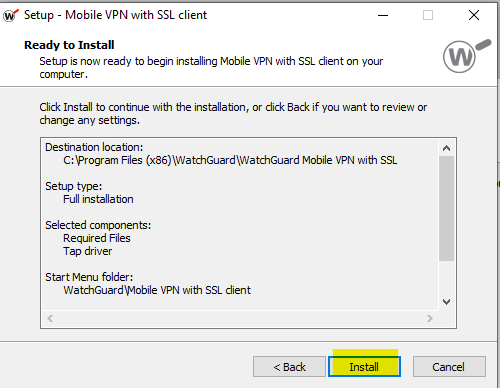 Setup - Mobile VPN with SSL client
Ready to Install
Setup is now ready to begin installing Mobile VPN with SSL client on your
computer.
Click Install to continue with the installation, or click Back if you want to review or
change any settings.
Destination location:
C:\Program Files (x86)\WatchGuard\WatchGuard Mobile VPN with SSL
Setup type:
Full installation
Selected components:
Required Files
Tap driver
Start Menu folder:
WatchGuard\Mobile VPN with SSL client
< Back Install Cancel